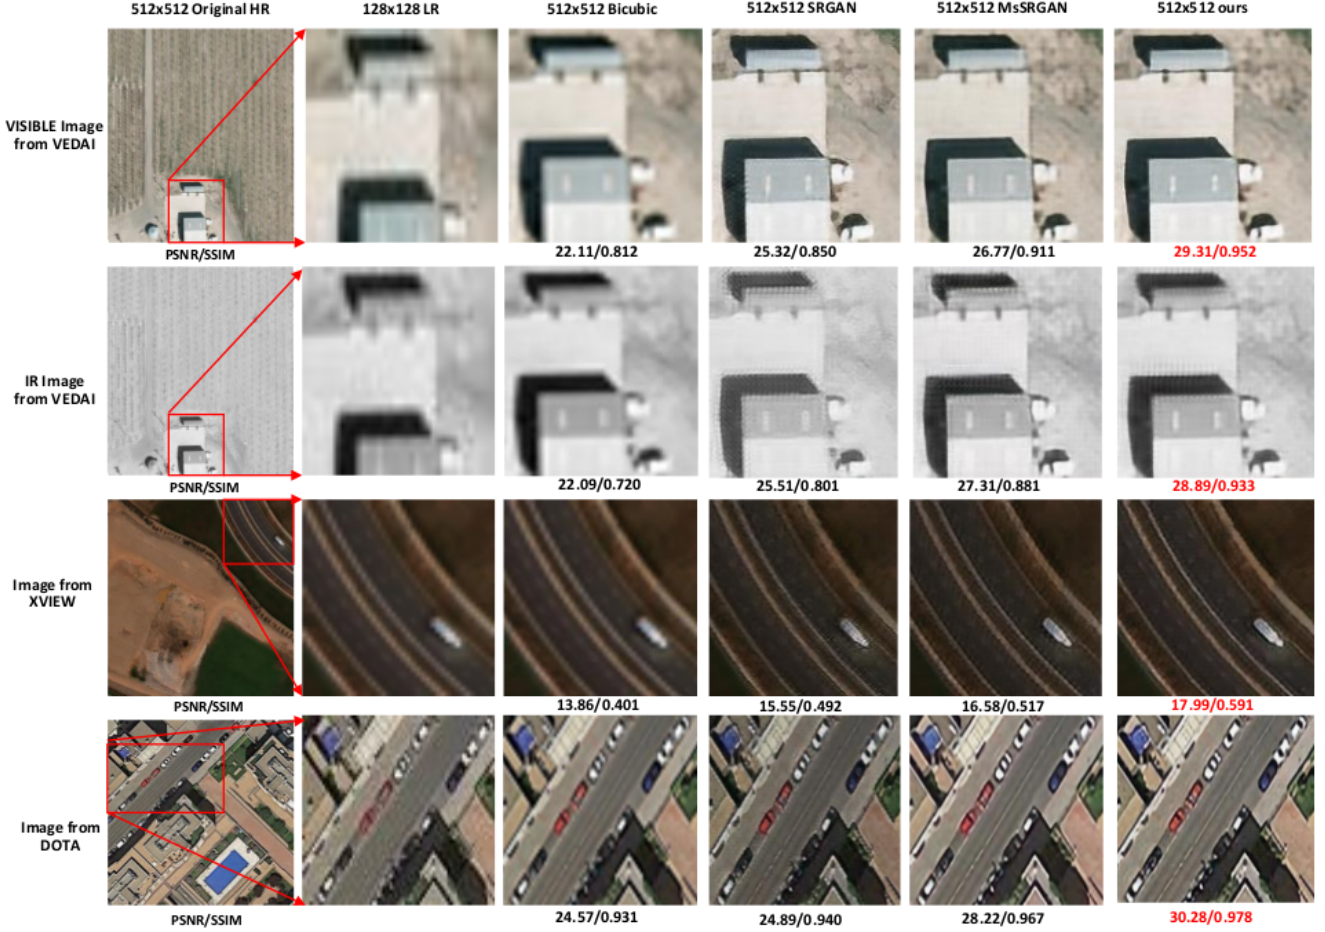 512x512 Original HR
128x128 LR
512x512 Bicubic
512x512 SRGAN
512x512 MsSRGAN
512x512 ours
VISIBLE Image
from VEDAI
PSNR/SSIM
22.11/0.812
25.32/0.850
26.77/0.911
29.31/0.952
IR Image
from VEDAI
PSNR/SSIM
22.09/0.720
25.51/0.801
27.31/0.881
28.89/0.933
Image from
XVIEW
PSNR/SSIM
13.86/0.401
15.55/0.492
16.58/0.517
17.99/0.591
Image from
DOTA
PSNR/SSIM
24.57/0.931
24.89/0.940
28.22/0.967
30.28/0.978